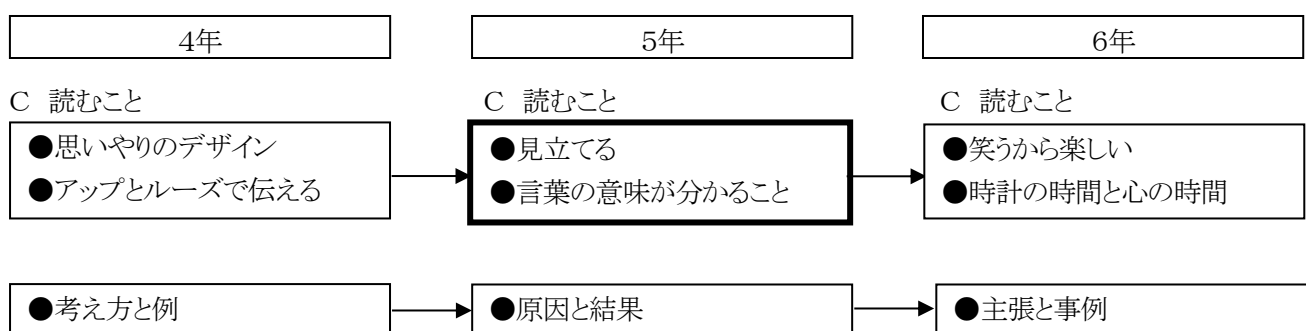 4年 5年 6年
C 読むこと C 読むこと C 読むこと
●思いやりのデザイン ●見立てる ●笑うから楽しい
●アップとルーズで伝える ●言葉の意味が分かること ●時計の時間と心の時間
●考え方と例 ●原因と結果 ●主張と事例